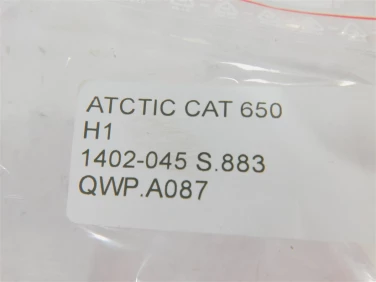 ATCTIC CAT 650
H1
1402-045 S.883
QWP.A087